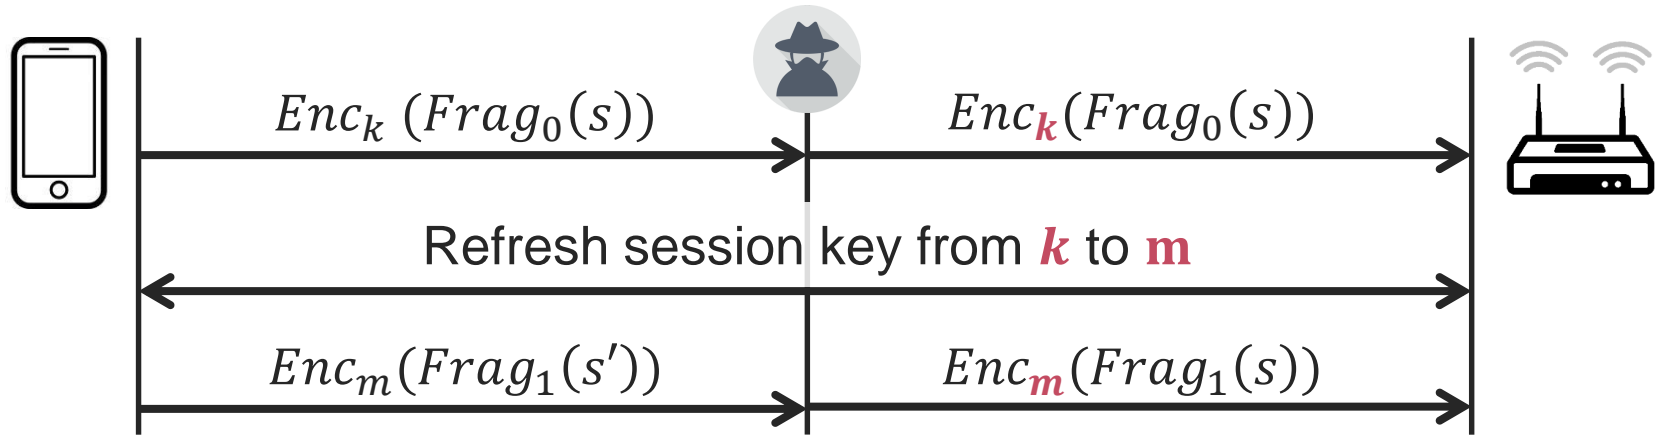 Enc_k (Frag_0(s)) Enc_k(Frag_0(s))
Refresh session key from k to m
Enc_m(Frag_1(s′)) Enc_m(Frag_1(s))